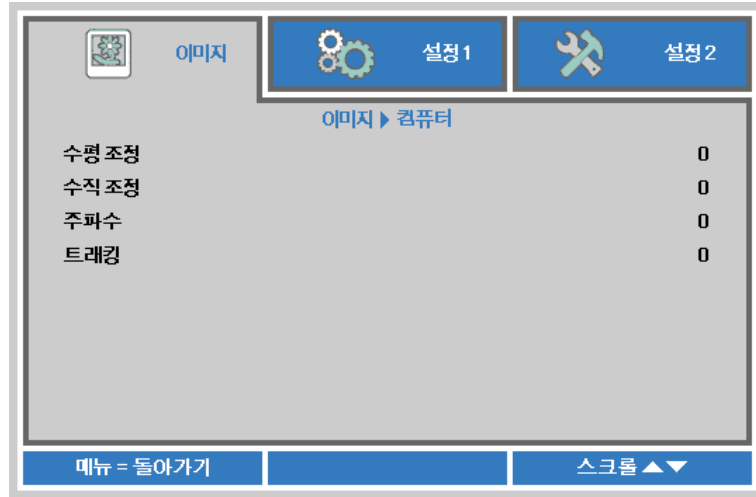 이미지
설정 1
설정 2
이미지 ▶ 컴퓨터
수평 조정 0
수직 조정 0
주파수 0
트래킹 0
메뉴 = 돌아가기
스크롤 ▲▼